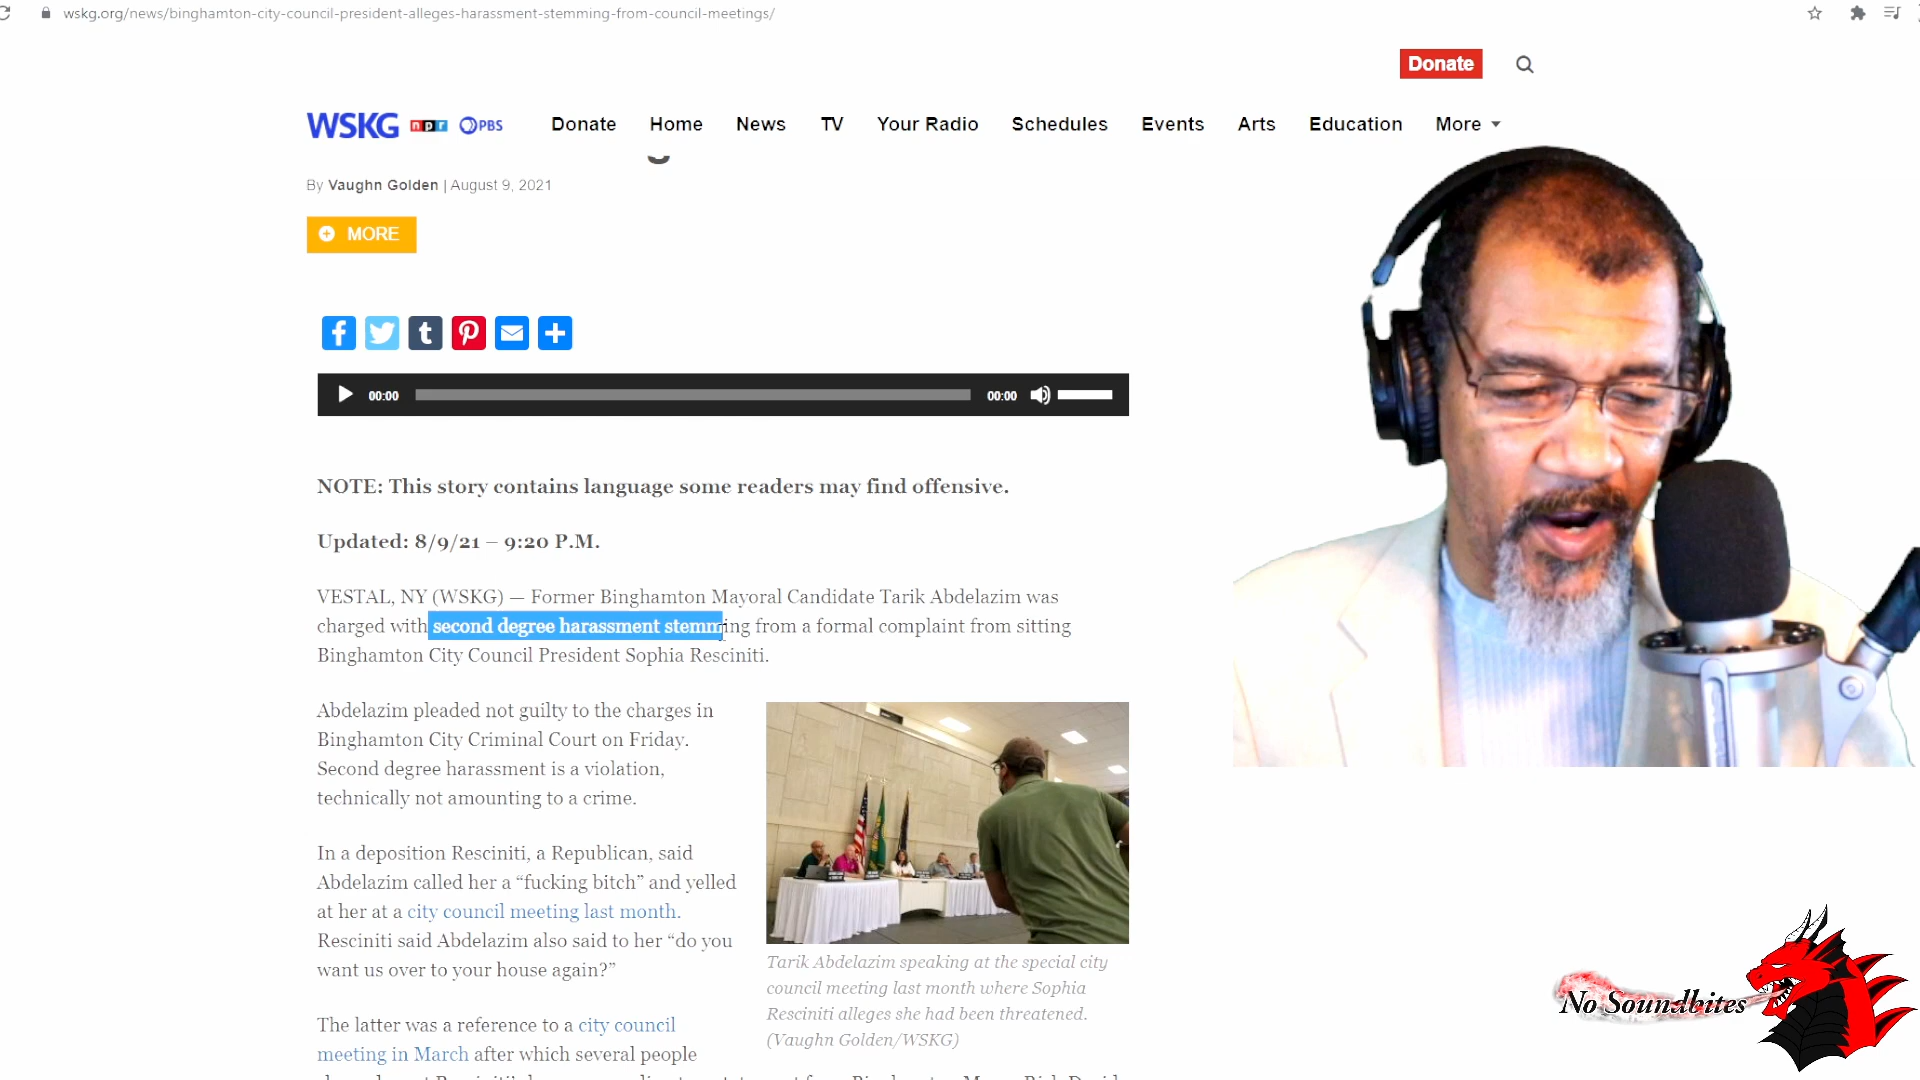 wskg.org/news/binghamton-city-council-president-alleges-harassment-stemming-from-council-meetings/
Donate
WSKG npr PBS Donate Home News TV Your Radio Schedules Events Arts Education More
By Vaughn Golden | August 9, 2021
MORE
00:00 00:00
NOTE: This story contains language some readers may find offensive.
Updated: 8/9/21 – 9:20 P.M.
VESTAL, NY (WSKG) — Former Binghamton Mayoral Candidate Tarik Abdelazim was
charged with second degree harassment stemming from a formal complaint from sitting
Binghamton City Council President Sophia Resciniti.
Abdelazim pleaded not guilty to the charges in
Binghamton City Criminal Court on Friday.
Second degree harassment is a violation,
technically not amounting to a crime.
In a deposition Resciniti, a Republican, said
Abdelazim called her a “fucking bitch” and yelled
at her at a city council meeting last month.
Resciniti said Abdelazim also said to her “do you
want us over to your house again?”
The latter was a reference to a city council
meeting in March after which several people
Tarik Abdelazim speaking at the special city
council meeting last month where Sophia
Resciniti alleges she had been threatened.
(Vaughn Golden/WSKG)
No Soundbites